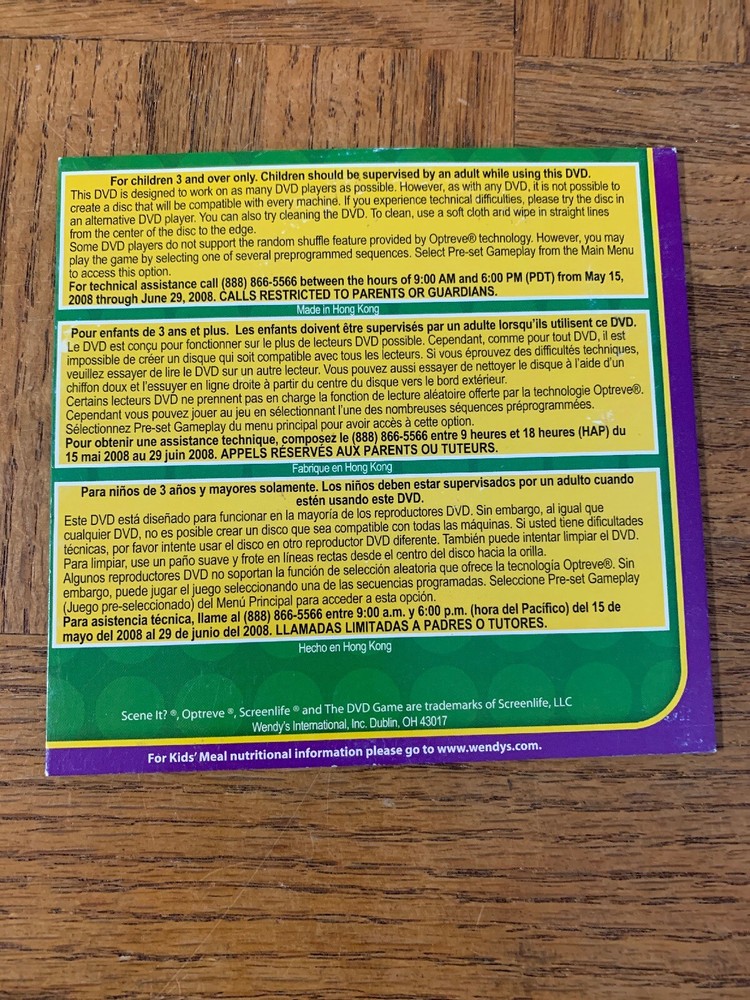 For children 3 and over only. Children should be supervised by an adult while using this DVD.
This DVD is designed to work on as many DVD players as possible. However, as with any DVD, it is not possible to
create a disc that will be compatible with every machine. If you experience technical difficulties, please try the disc in
an alternative DVD player. You can also try cleaning the DVD. To clean, use a soft cloth and wipe in straight lines
from the center of the disc to the edge.
Some DVD players do not support the random shuffle feature provided by Optreve® technology. However, you may
play the game by selecting one of several preprogrammed sequences. Select Pre-set Gameplay from the Main Menu
to access this option.
For technical assistance call (888) 866-5566 between the hours of 9:00 AM and 6:00 PM (PDT) from May 15,
2008 through June 29, 2008. CALLS RESTRICTED TO PARENTS OR GUARDIANS.
Made in Hong Kong
Pour enfants de 3 ans et plus. Les enfants doivent être supervisés par un adulte lorsqu'ils utilisent ce DVD.
Le DVD est conçu pour fonctionner sur le plus de lecteurs DVD possible. Cependant, comme pour tout DVD, il est
impossible de créer un disque qui soit compatible avec tous les lecteurs. Si vous éprouvez des difficultés techniques,
veuillez essayer de lire le DVD sur un autre lecteur. Vous pouvez aussi essayer de nettoyer le disque à l'aide d'un
chiffon doux et l'essuyer en ligne droite à partir du centre du disque vers le bord extérieur.
Certains lecteurs DVD ne prennent pas en charge la fonction de lecture aléatoire offerte par la technologie Optreve®.
Cependant vous pouvez jouer au jeu en sélectionnant l'une des nombreuses séquences préprogrammées.
Sélectionnez Pre-set Gameplay du menu principal pour avoir accès à cette option.
Pour obtenir une assistance technique, composez le (888) 866-5566 entre 9 heures et 18 heures (HAP) du
15 mai 2008 au 29 juin 2008. APPELS RÉSERVÉS AUX PARENTS OU TUTEURS.
Fabrique en Hong Kong
Para niños de 3 años y mayores solamente. Los niños deben estar supervisados por un adulto cuando
estén usando este DVD.
Este DVD está diseñado para funcionar en la mayoría de los reproductores DVD. Sin embargo, al igual que
cualquier DVD, no es posible crear un disco que sea compatible con todas las máquinas. Si usted tiene dificultades
técnicas, por favor intente usar el disco en otro reproductor DVD diferente. También puede intentar limpiar el DVD.
Para limpiar, use un paño suave y frote en líneas rectas desde el centro del disco hacia la orilla.
Algunos reproductores DVD no soportan la función de selección aleatoria que ofrece la tecnología Optreve®. Sin
embargo, puede jugar el juego seleccionando una de las secuencias programadas. Seleccione Pre-set Gameplay
(Juego pre-seleccionado) del Menú Principal para acceder a esta opción.
Para asistencia técnica, llame al (888) 866-5566 entre 9:00 a.m. y 6:00 p.m. (hora del Pacífico) del 15 de
mayo del 2008 al 29 de junio del 2008. LLAMADAS LIMITADAS A PADRES O TUTORES.
Hecho en Hong Kong
Scene It? ®, Optreve ®, Screenlife ® and The DVD Game are trademarks of Screenlife, LLC
Wendy's International, Inc. Dublin, OH 43017
For Kids' Meal nutritional information please go to www.wendys.com.